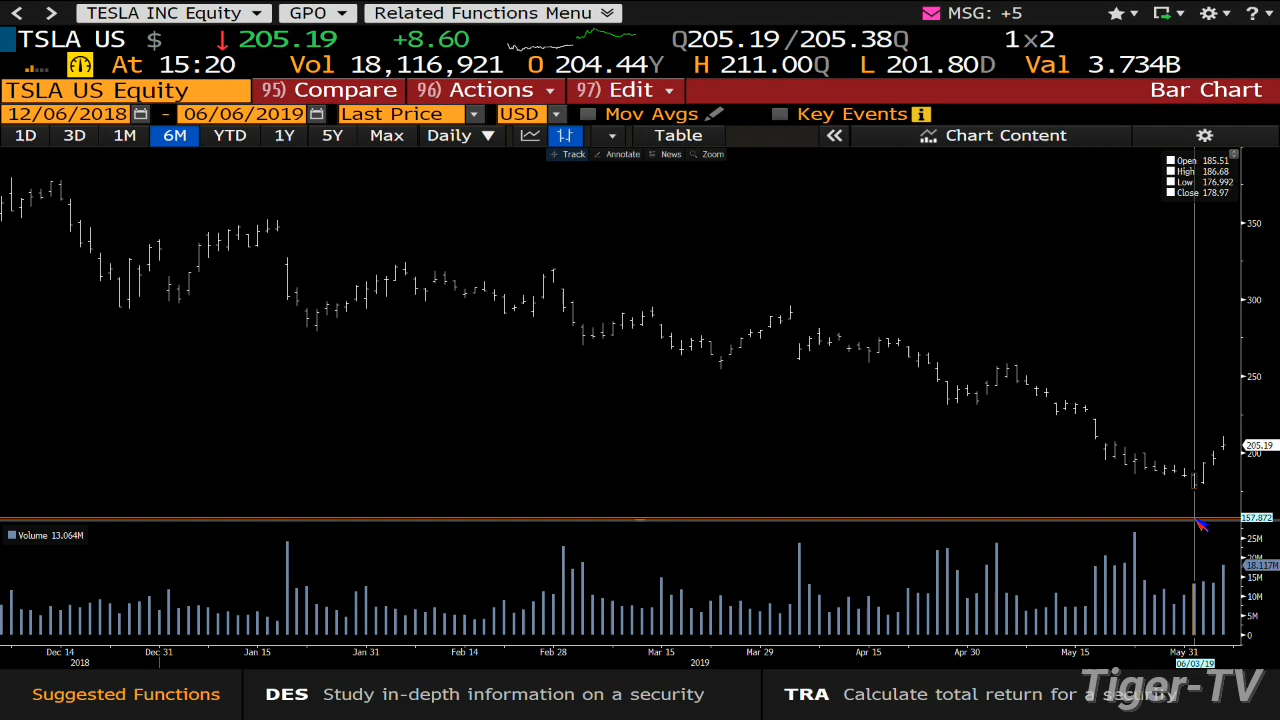 TESLA INC Equity GPO Related Functions Menu MSG: +5
TSLA US $ ↓ 205.19 +8.60 Q205.19 /205.38Q 1x2
At 15:20 Vol 18,116,921 O 204.44Y H 211.00Q L 201.80D Val 3.734B
TSLA US Equity 95) Compare 96) Actions 97) Edit Bar Chart
12/06/2018 - 06/06/2019 Last Price USD Mov Avgs Key Events
1D 3D 1M 6M YTD 1Y 5Y Max Daily ▼ Table « Chart Content
Track Annotate News Zoom
Open 185.51
High 186.68
Low 176.992
Close 178.97
350
300
250
205.19
200
157.872
Volume 13.064M
25M
20M
18.117M
15M
10M
5M
0
Dec 14 Dec 31 Jan 15 Jan 31 Feb 14 Feb 28 Mar 15 Mar 29 Apr 15 Apr 30 May 15 May 31
2018 2019 06/03/19
Suggested Functions DES Study in-depth information on a security TRA Calculate total return for a security
Tiger-TV